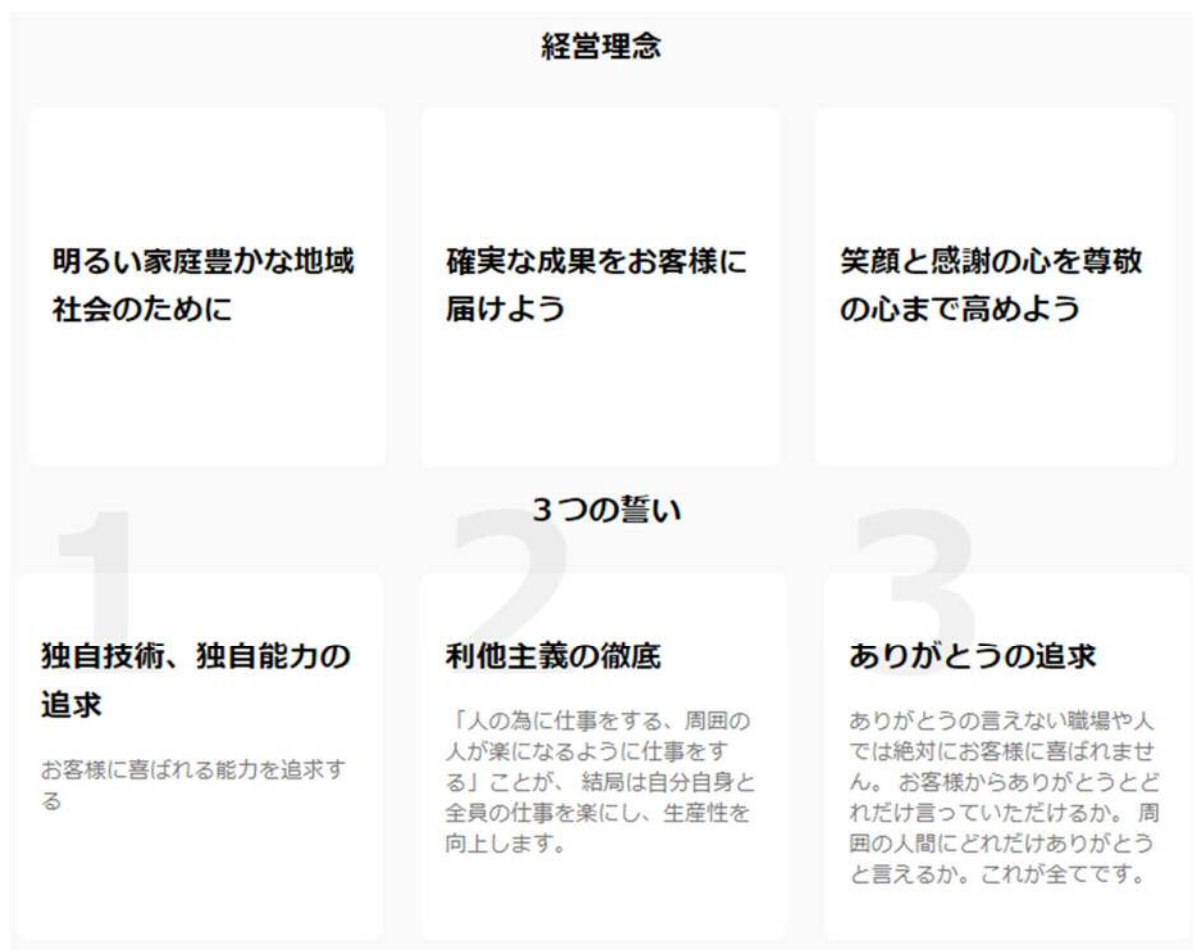 経営理念
明るい家庭豊かな地域
社会のために
確実な成果をお客様に
届けよう
笑顔と感謝の心を尊敬
の心まで高めよう
3つの誓い
1
独自技術、独自能力の
追求
お客様に喜ばれる能力を追求す
る
2
利他主義の徹底
「人の為に仕事をする、周囲の
人が楽になるように仕事をす
る」ことが、 結局は自分自身と
全員の仕事を楽にし、生産性を
向上します。
3
ありがとうの追求
ありがとうの言えない職場や人
では絶対にお客様に喜ばれませ
ん。 お客様からありがとうとど
れだけ言っていただけるか。 周
囲の人間にどれだけありがとう
と言えるか。これが全てです。